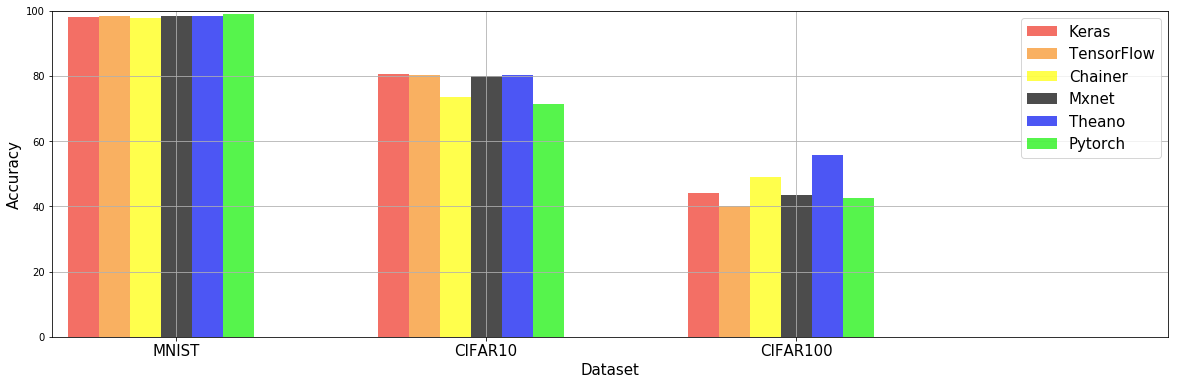 100
80
60
40
20
0
Accuracy
MNIST
CIFAR10
CIFAR100
Dataset
Keras
TensorFlow
Chainer
Mxnet
Theano
Pytorch